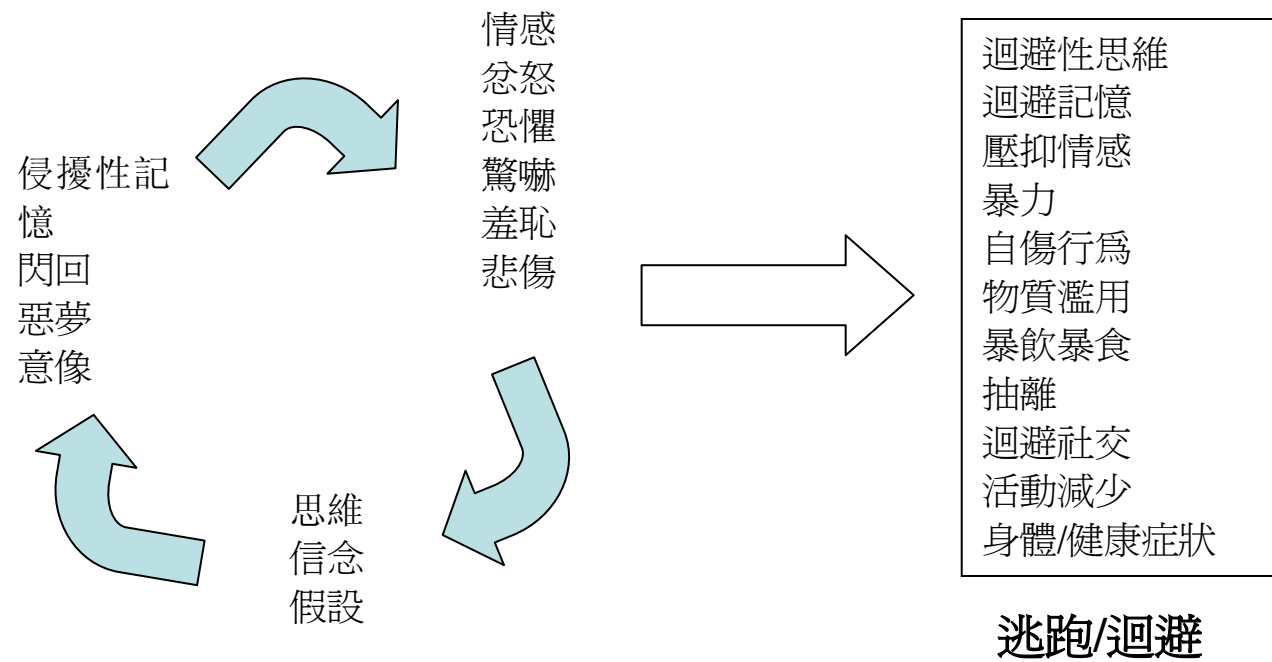 侵擾性記
憶
閃回
惡夢
意像
情感
忿怒
恐懼
驚嚇
羞恥
悲傷
思維
信念
假設
迴避性思維
迴避記憶
壓抑情感
暴力
自傷行爲
物質濫用
暴飲暴食
抽離
迴避社交
活動減少
身體/健康症狀
逃跑/迴避